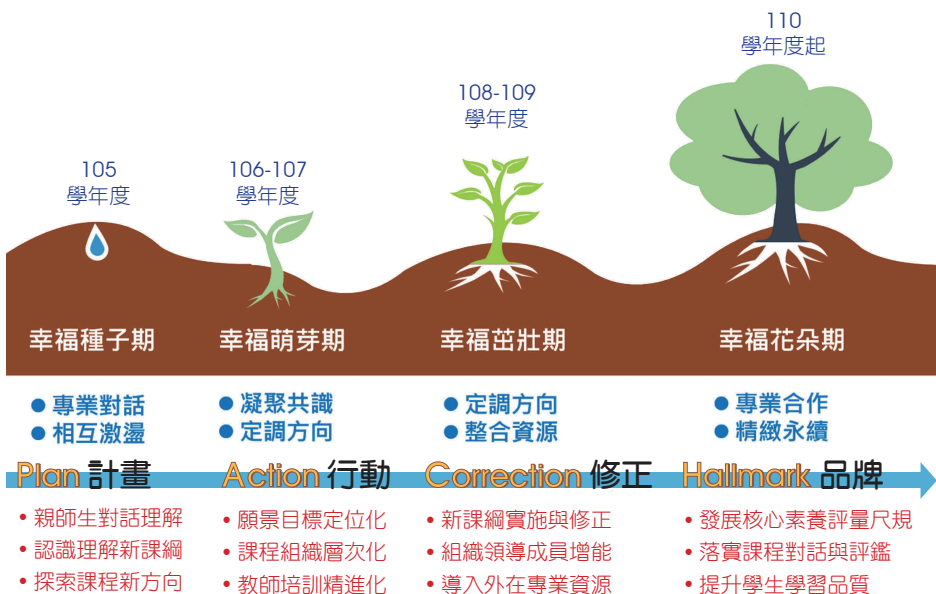 105
學年度
106-107
學年度
108-109
學年度
110
學年度起
幸福種子期
幸福萌芽期
幸福茁壯期
幸福花朵期
● 專業對話
● 相互激盪
● 凝聚共識
● 定調方向
● 定調方向
● 整合資源
● 專業合作
● 精緻永續
Plan 計畫
Action 行動
Correction 修正
Hallmark 品牌
• 親師生對話理解
• 認識理解新課綱
• 探索課程新方向
• 願景目標定位化
• 課程組織層次化
• 教師培訓精進化
• 新課綱實施與修正
• 組織領導成員增能
• 導入外在專業資源
• 發展核心素養評量尺規
• 落實課程對話與評鑑
• 提升學生學習品質